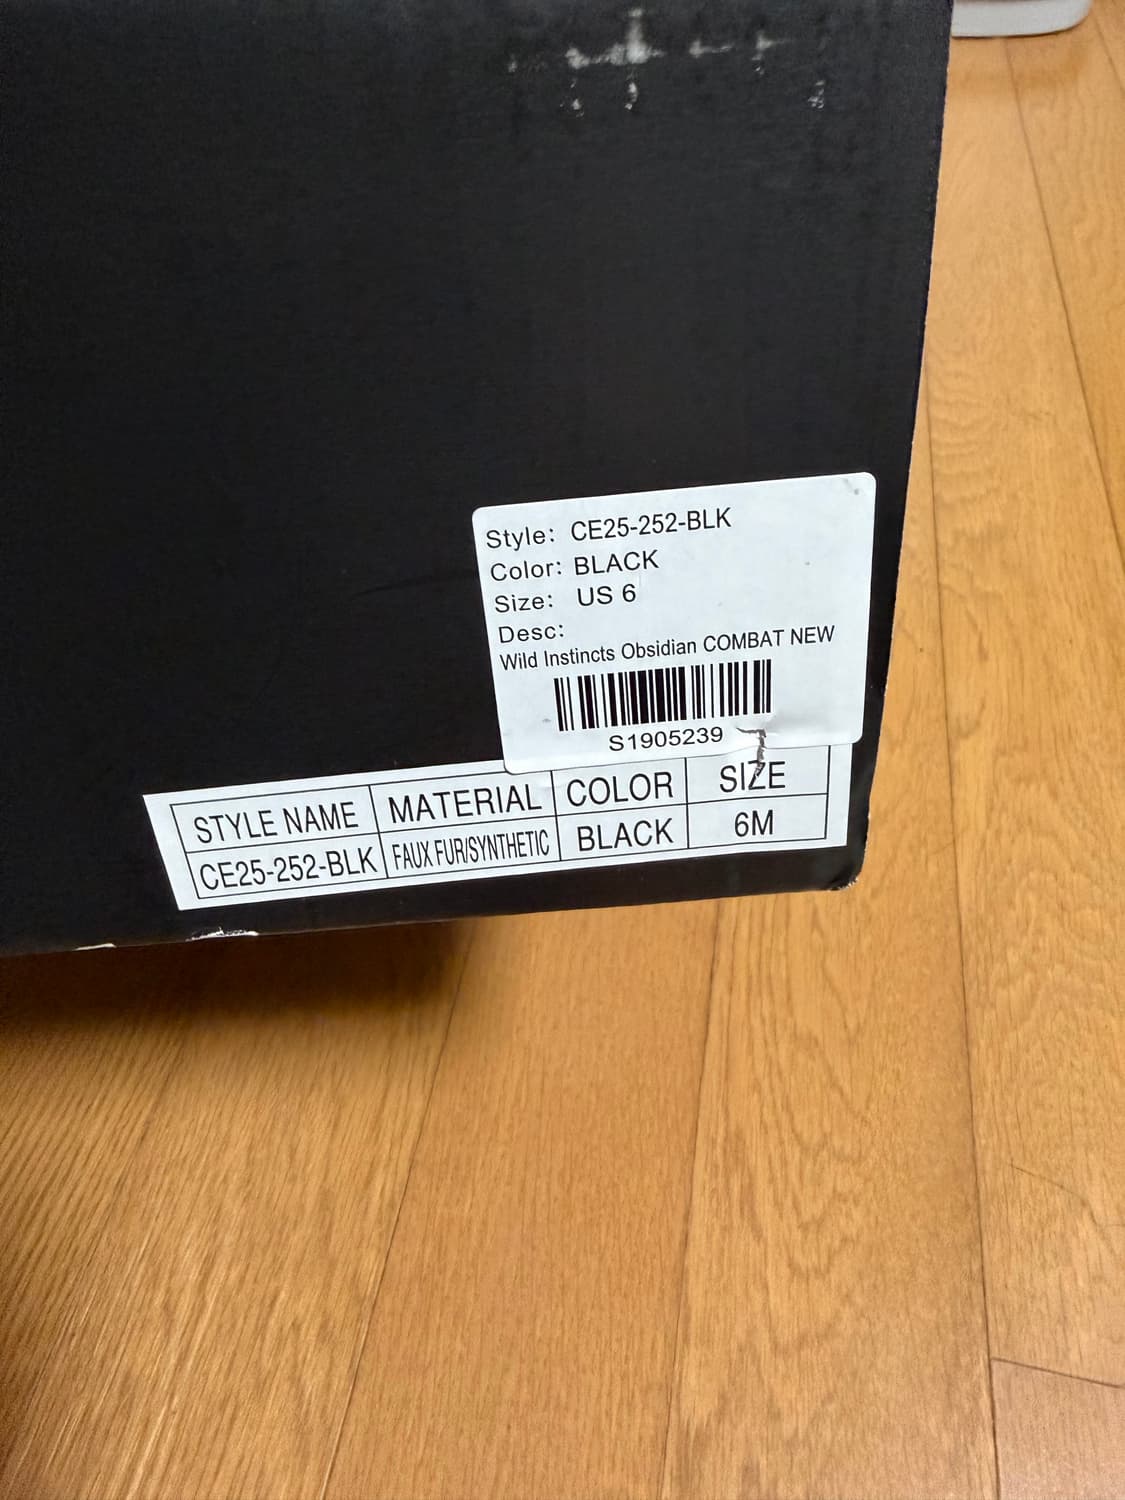 Style: CE25-252-BLK
Color: BLACK
Size: US 6
Desc:
Wild Instincts Obsidian COMBAT NEW
S1905239
STYLE NAME MATERIAL COLOR SIZE
CE25-252-BLK FAUX FUR/SYNTHETIC BLACK 6M